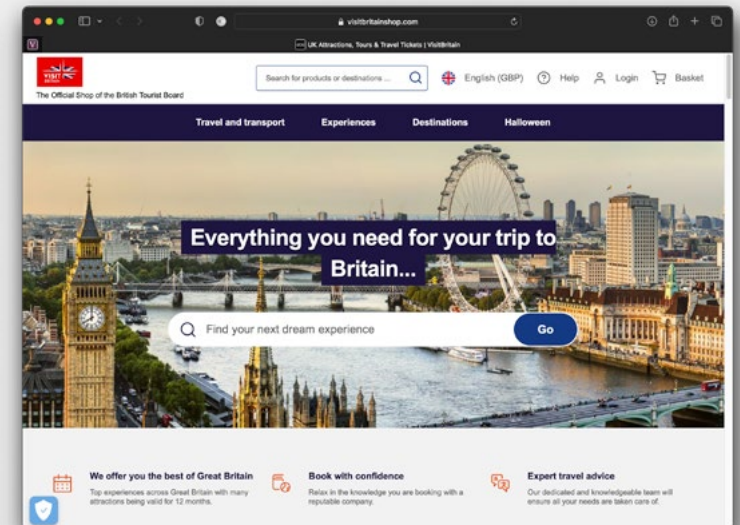 visitbritainshop.com
UK Attractions, Tours & Travel Tickets | VisitBritain
VISIT
BRITAIN
The Official Shop of the British Tourist Board
Search for products or destinations ...
English (GBP)
Help
Login
Basket
Travel and transport
Experiences
Destinations
Halloween
Everything you need for your trip to
Britain...
Find your next dream experience
Go
We offer you the best of Great Britain
Top experiences across Great Britain with many
attractions being valid for 12 months.
Book with confidence
Relax in the knowledge you are booking with a
reputable company.
Expert travel advice
Our dedicated and knowledgeable team will
ensure all your needs are taken care of.